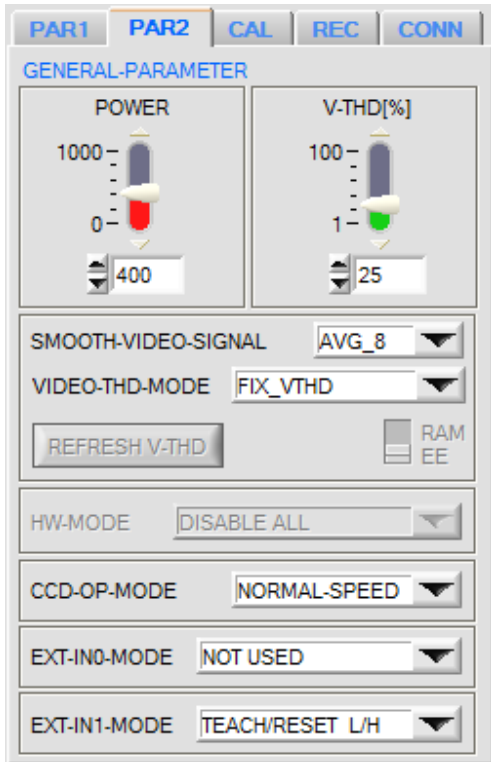 PAR1 PAR2 CAL REC CONN
GENERAL-PARAMETER
POWER
1000
0
400
V-THD[%]
100
1
25
SMOOTH-VIDEO-SIGNAL AVG_8
VIDEO-THD-MODE FIX_VTHD
REFRESH V-THD
RAM
EE
HW-MODE DISABLE ALL
CCD-OP-MODE NORMAL-SPEED
EXT-IN0-MODE NOT USED
EXT-IN1-MODE TEACH/RESET L/H